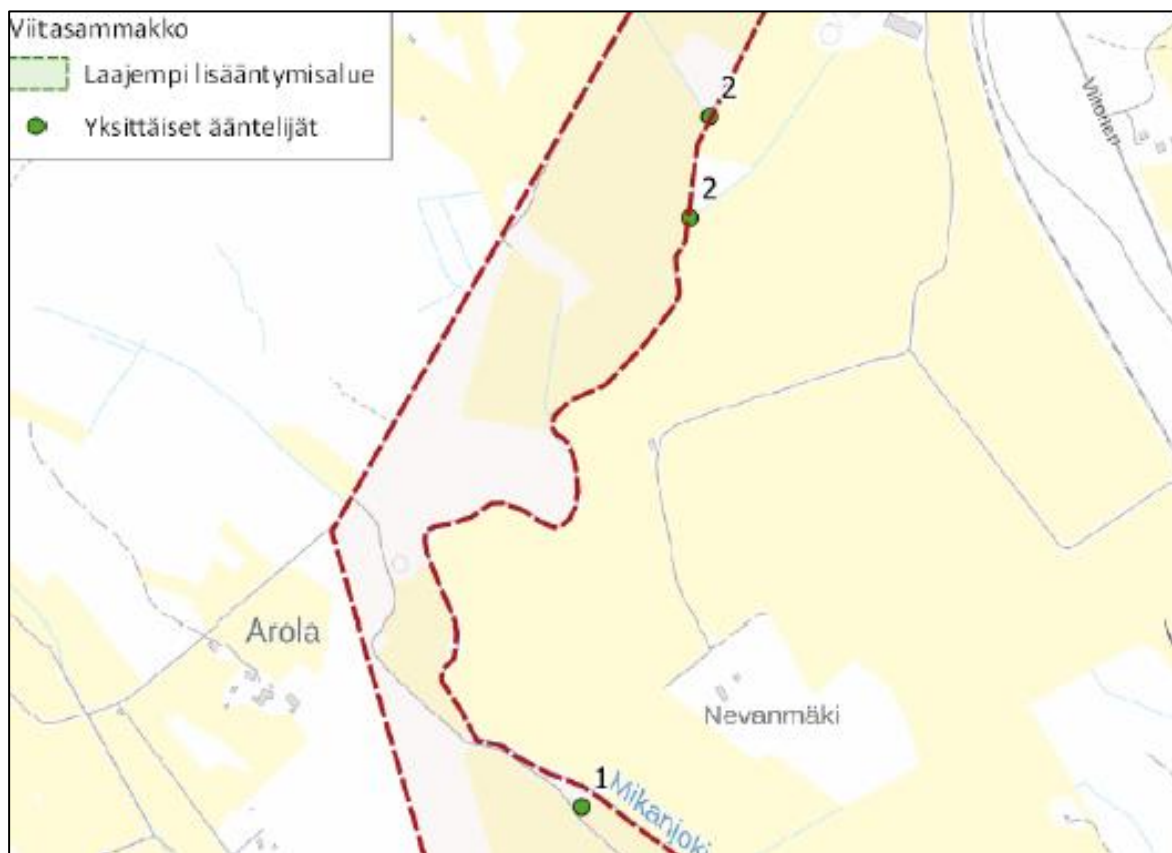 Viitasammakko
Laajempi lisääntymisalue
Yksittäiset ääntelijät
2
2
Arola
Nevanmäki
1
Mikanjoki